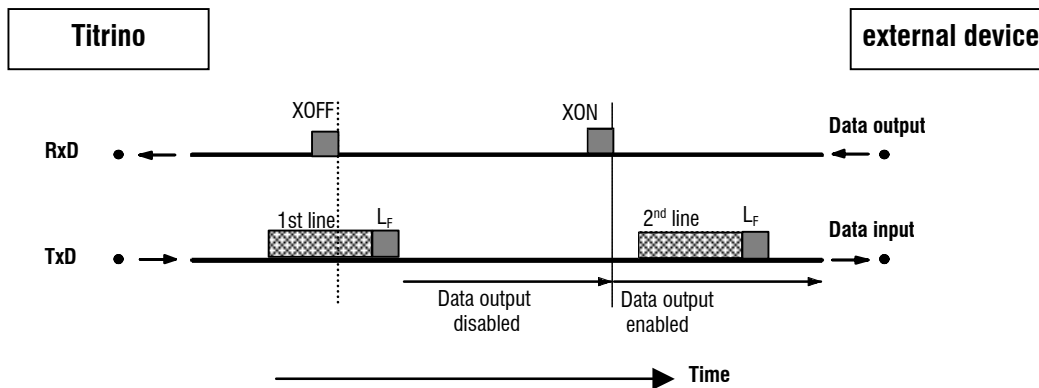 Titrino
external device
XOFF
XON
Data output
RxD
1st line
LF
2nd line
LF
Data input
TxD
Data output
disabled
Data output
enabled
Time